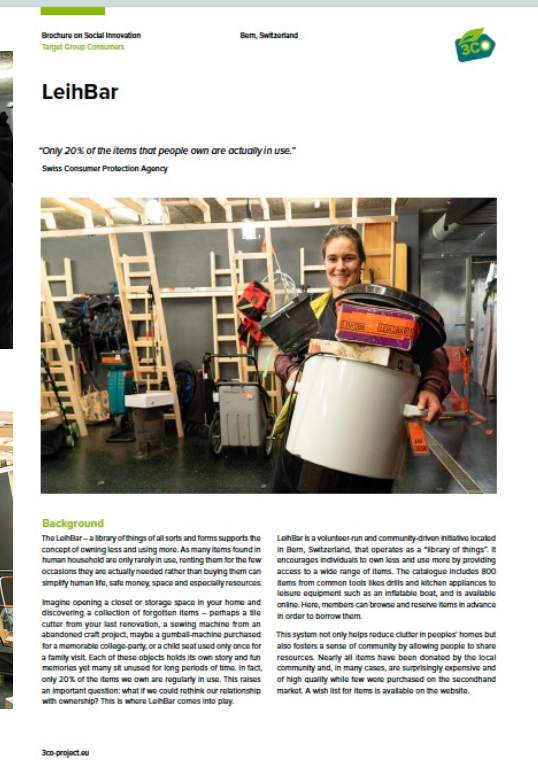 Brochure on Social Innovation
Bern, Switzerland
Target Group Consumers
3CO
LeihBar
"Only 20% of the items that people own are actually in use."
Swiss Consumer Protection Agency
LEIHBAR
Background
The LeihBar – a library of things of all sorts and forms supports the
concept of owning less and using more. As many items found in
human household are only rarely in use, renting them for the few
occasions they are actually needed rather than buying them can
simplify human life, safe money, space and especially resources.
Imagine opening a closet or storage space in your home and
discovering a collection of forgotten items – perhaps a tile
cutter from your last renovation, a sewing machine from an
abandoned craft project, maybe a gumball-machine purchased
for a memorable college-party, or a child seat used only once for
a family visit. Each of these objects holds its own story and fun
memories yet many sit unused for long periods of time. In fact,
only 20% of the items we own are regularly in use. This raises
an important question: what if we could rethink our relationship
with ownership? This is where LeihBar comes into play.
LeihBar is a volunteer-run and community-driven initiative located
in Bern, Switzerland, that operates as a "library of things". It
encourages individuals to own less and use more by providing
access to a wide range of items. The catalogue includes 800
items from common tools likes drills and kitchen appliances to
leisure equipment such as an inflatable boat, and is available
online. Here, members can browse and reserve items in advance
in order to borrow them.
This system not only helps reduce clutter in peoples' homes but
also fosters a sense of community by allowing people to share
resources. Nearly all items have been donated by the local
community and, in many cases, are surprisingly expensive and
of high quality while few were purchased on the secondhand
market. A wish list for items is available on the website.
3co-project.eu